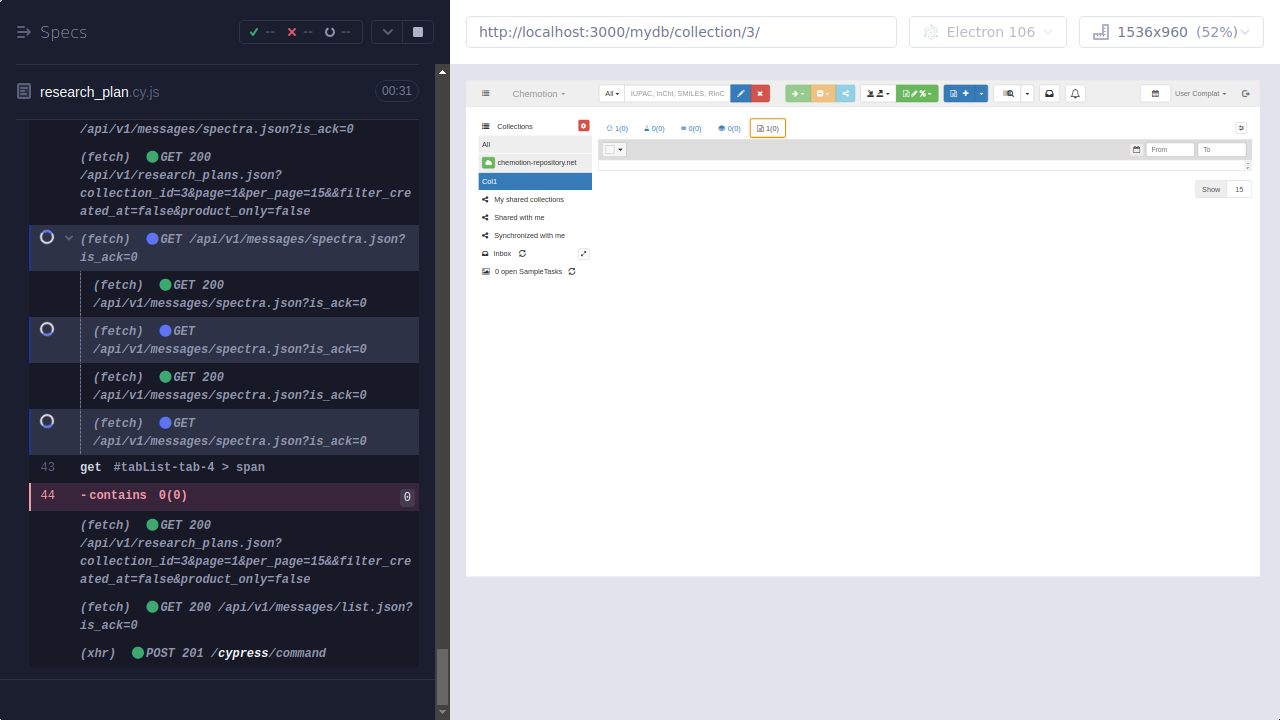 Specs
-- -- --
research_plan.cy.js
00:31
/api/v1/messages/spectra.json?is_ack=0
(fetch) GET 200
/api/v1/research_plans.json?
collection_id=3&page=1&per_page=15&&filter_cre
ated_at=false&product_only=false
(fetch) GET /api/v1/messages/spectra.json?
is_ack=0
(fetch) GET 200
/api/v1/messages/spectra.json?is_ack=0
(fetch) GET
/api/v1/messages/spectra.json?is_ack=0
(fetch) GET 200
/api/v1/messages/spectra.json?is_ack=0
(fetch) GET
/api/v1/messages/spectra.json?is_ack=0
43 get #tabList-tab-4 > span
44 -contains 0(0) 0
(fetch) GET 200
/api/v1/research_plans.json?
collection_id=3&page=1&per_page=15&&filter_cre
ated_at=false&product_only=false
(fetch) GET 200 /api/v1/messages/list.json?
is_ack=0
(xhr) POST 201 /cypress/command
http://localhost:3000/mydb/collection/3/
Electron 106
1536x960 (52%)
Chemotion
All
IUPAC, InChI, SMILES, RInC
User Complat
Collections
All
chemotion-repository.net
Col1
My shared collections
Shared with me
Synchronized with me
Inbox
0 open SampleTasks
1(0) 0(0) 0(0) 0(0) 1(0)
From
To
Show 15